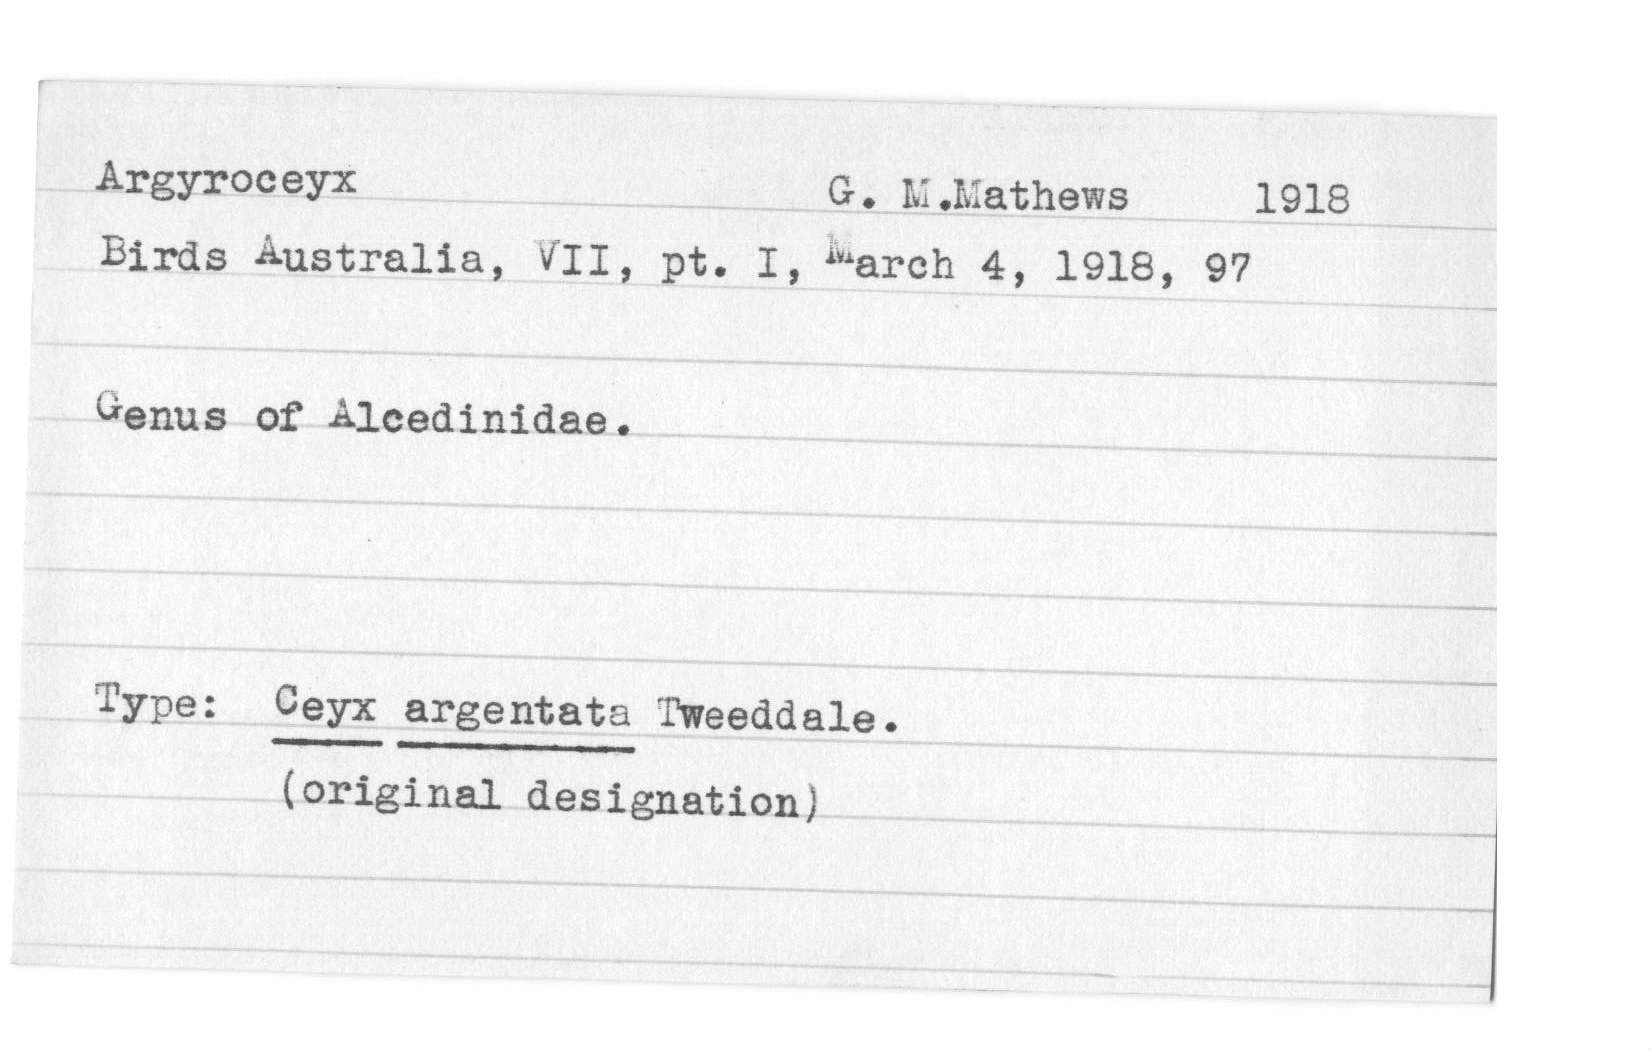 Argyroceyx G. M.Mathews 1918
Birds Australia, VII, pt. I, March 4, 1918, 97
Genus of Alcedinidae.
Type: Ceyx argentata Tweeddale.
(original designation)